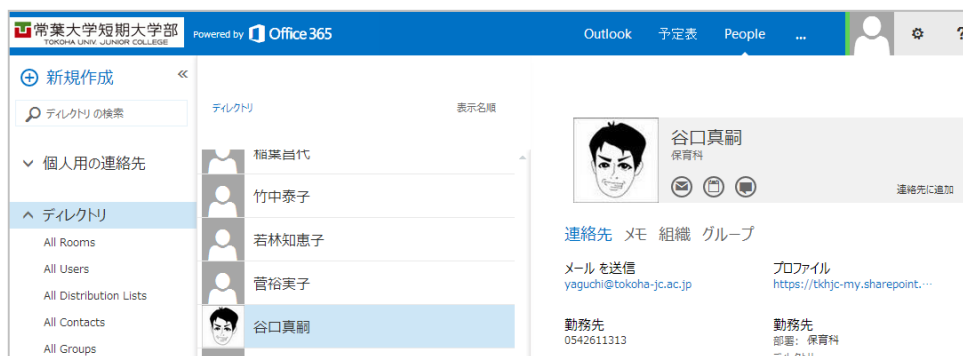 常葉大学短期大学部
TOKOHA UNIV. JUNIOR COLLEGE
Powered by Office 365
Outlook 予定表 People ... ?
新規作成 «
ディレクトリ の検索
個人用の連絡先
ディレクトリ
All Rooms
All Users
All Distribution Lists
All Contacts
All Groups
ディレクトリ 表示名順
稲葉昌代
竹中泰子
若林知恵子
菅裕実子
谷口真嗣
谷口真嗣
保育科
連絡先に追加
連絡先 メモ 組織 グループ
メール を送信
yaguchi@tokoha-jc.ac.jp
プロファイル
https://tkhjc-my.sharepoint.…
勤務先
0542611313
勤務先
部署: 保育科